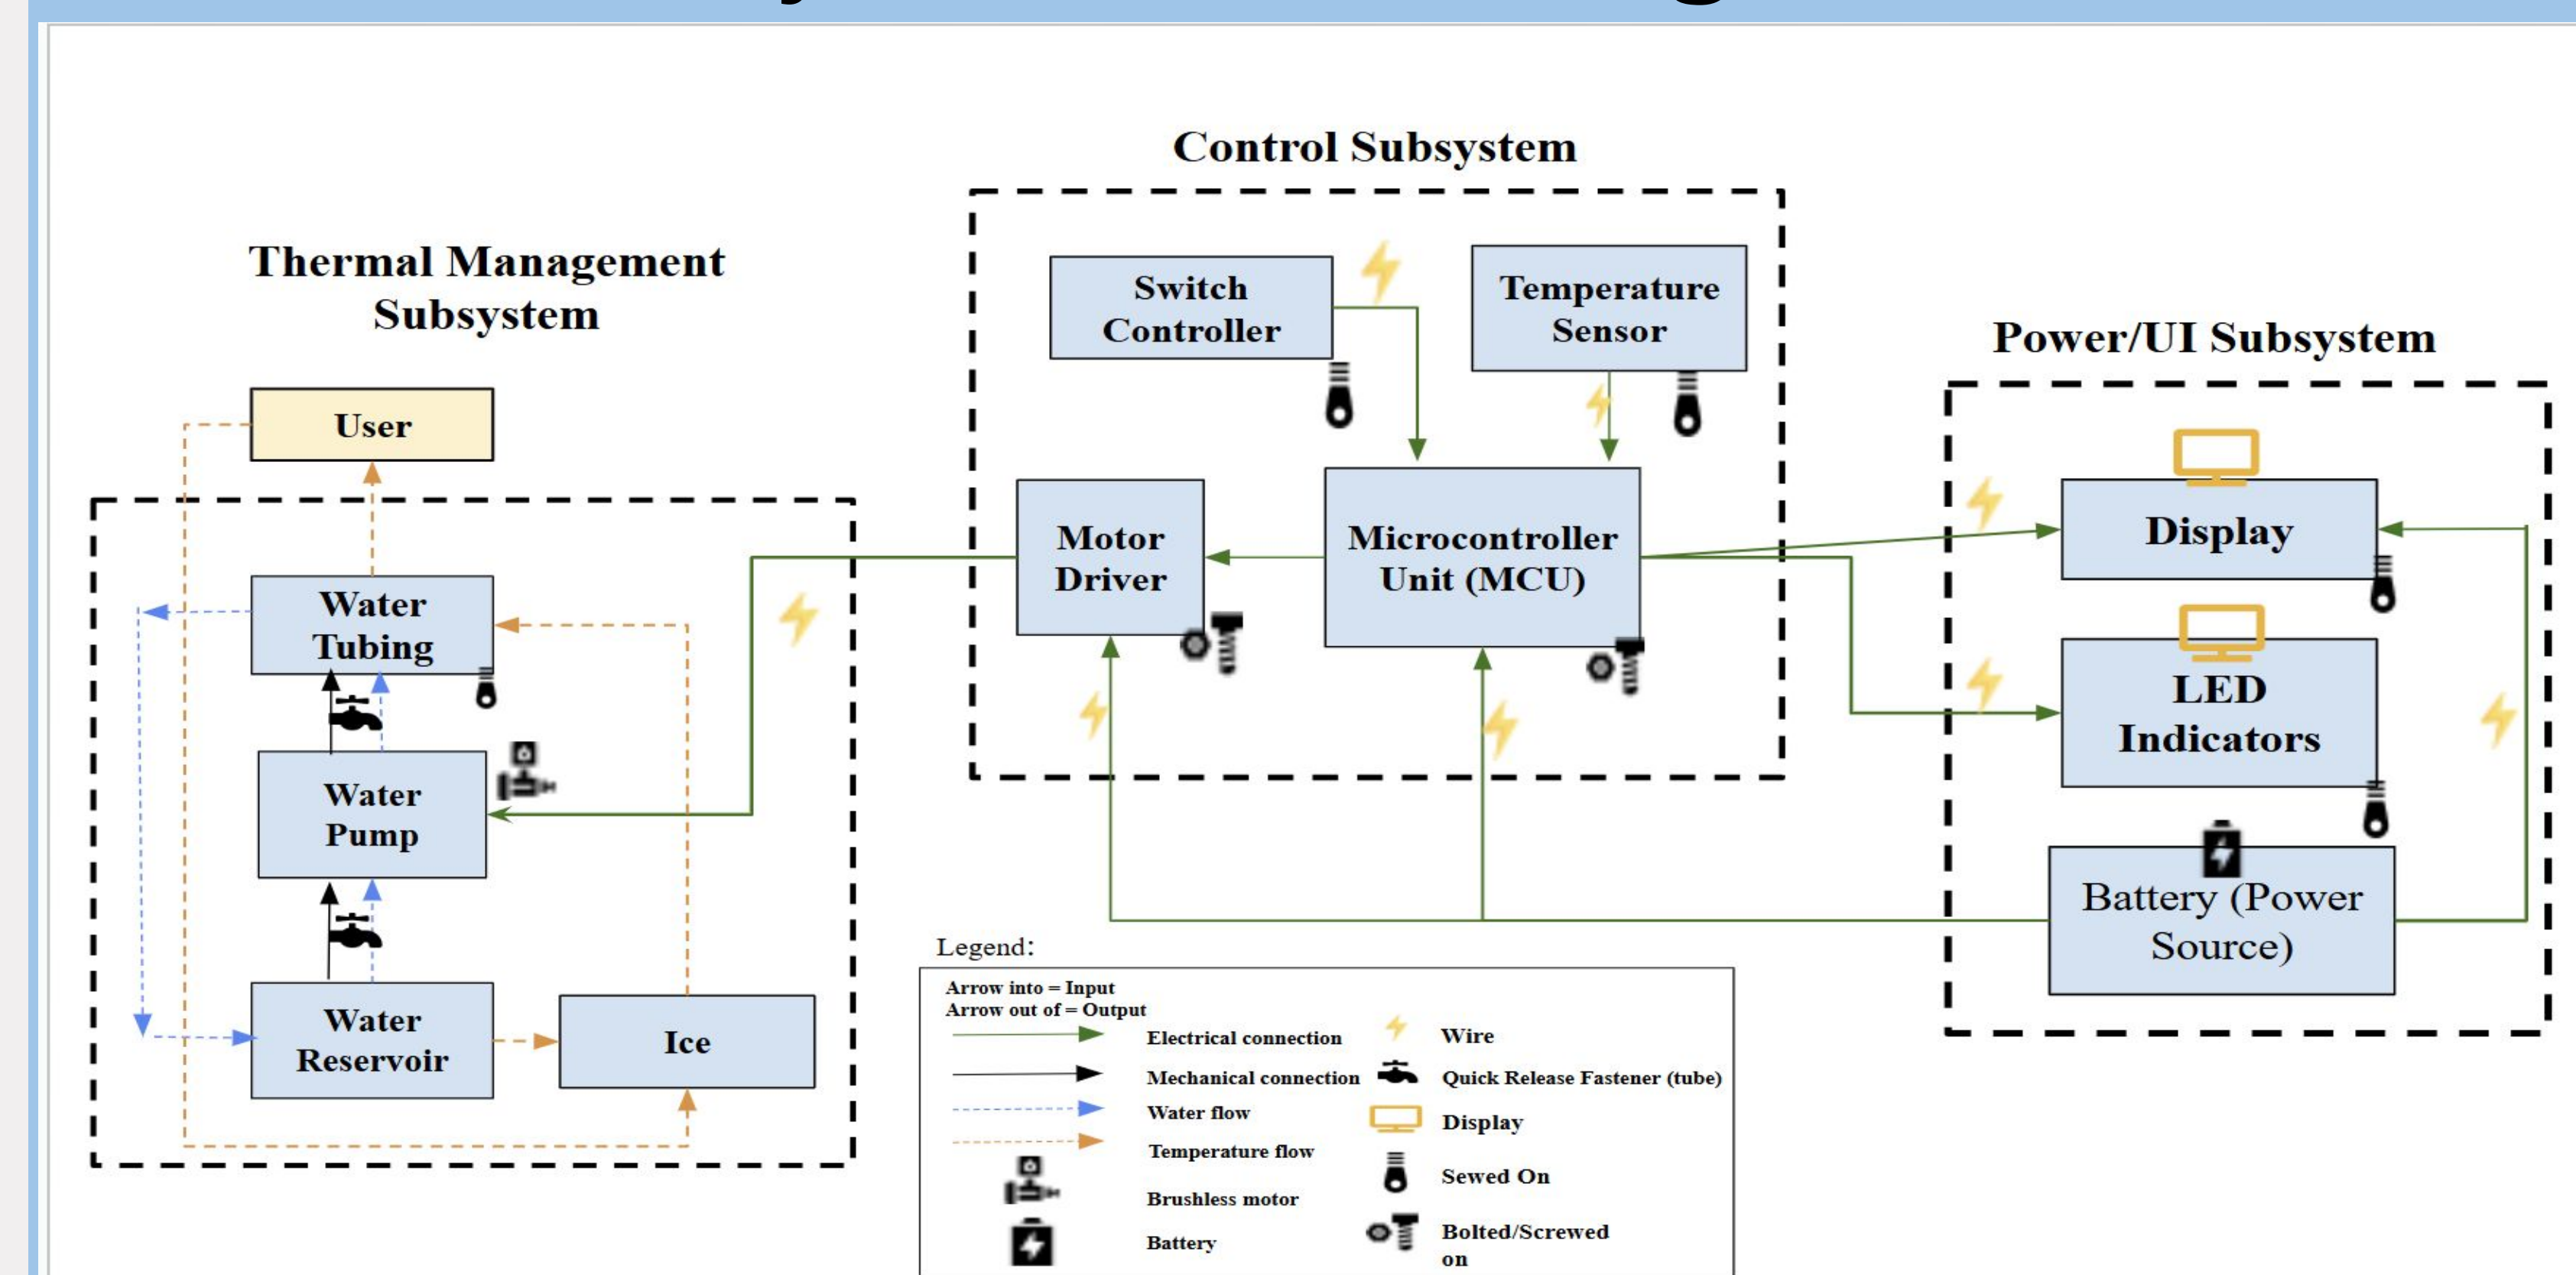 Control Subsystem
Thermal Management
Subsystem
Switch
Controller
Temperature
Sensor
Power/UI Subsystem
User
Motor
Driver
Microcontroller
Unit (MCU)
Display
Water
Tubing
LED
Indicators
Water
Pump
Battery (Power
Source)
Water
Reservoir
Ice
Legend:
Arrow into = Input
Arrow out of = Output
Electrical connection
Wire
Mechanical connection
Quick Release Fastener (tube)
Water flow
Display
Temperature flow
Sewed On
Brushless motor
Bolted/Screwed
on
Battery